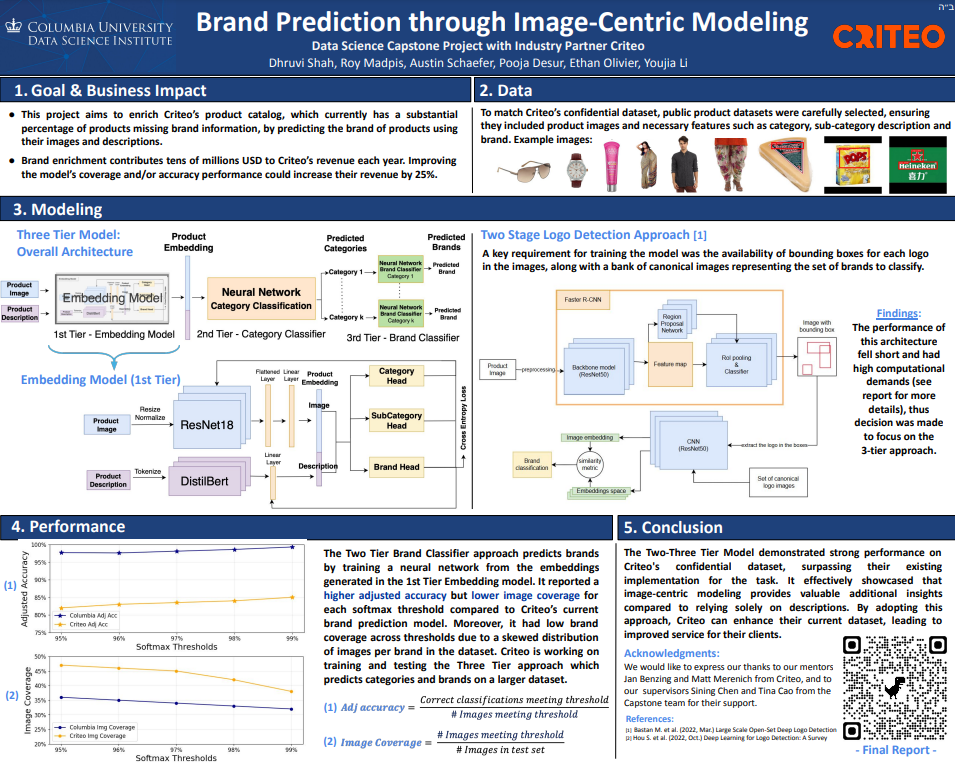 ב״ה
COLUMBIA UNIVERSITY
DATA SCIENCE INSTITUTE
Brand Prediction through Image-Centric Modeling
Data Science Capstone Project with Industry Partner Criteo
Dhruvi Shah, Roy Madpis, Austin Schaefer, Pooja Desur, Ethan Olivier, Youjia Li
CRITEO
1. Goal & Business Impact
● This project aims to enrich Criteo's product catalog, which currently has a substantial
percentage of products missing brand information, by predicting the brand of products using
their images and descriptions.
● Brand enrichment contributes tens of millions USD to Criteo's revenue each year. Improving
the model's coverage and/or accuracy performance could increase their revenue by 25%.
2. Data
To match Criteo's confidential dataset, public product datasets were carefully selected, ensuring
they included product images and necessary features such as category, sub-category description and
brand. Example images:
POPS
Heineken
喜力
3. Modeling
Three Tier Model:
Overall Architecture
Product
Embedding
Predicted
Categories
Predicted
Brands
Product
Image
Product
Description
Embedding Model
1st Tier - Embedding Model
Neural Network
Category Classification
2nd Tier - Category Classifier
Category 1
Category k
Neural Network
Brand Classifier
Category 1
Neural Network
Brand Classifier
Category k
Predicted
Brand
Predicted
Brand
3rd Tier - Brand Classifier
Embedding Model (1st Tier)
Product
Image
Resize
Normalize
ResNet18
Flattened
Layer
Linear
Layer
Product
Embedding
Image
Description
Product
Description
Tokenize
DistilBert
Linear
Layer
Category
Head
SubCategory
Head
Brand Head
Cross Entropy Loss
Two Stage Logo Detection Approach [1]
A key requirement for training the model was the availability of bounding boxes for each logo
in the images, along with a bank of canonical images representing the set of brands to classify.
Faster R-CNN
Product
Image
preprocessing
Backbone model
(ResNet50)
Region
Proposal
Network
Feature map
RoI pooling
&
Classifier
Image with
bounding box
extract the logo in the boxes
CNN
(ResNet50)
Image embedding
Brand
classification
similarity
metric
Embeddings space
Set of canonical
logo images
Findings:
The performance of
this architecture
fell short and had
high computational
demands (see
report for more
details), thus
decision was made
to focus on the
3-tier approach.
4. Performance
(1)
Adjusted Accuracy
100%
95%
90%
85%
80%
75%
Columbia Adj Acc
Criteo Adj Acc
95% 96% 97% 98% 99%
Softmax Thresholds
(2)
Image Coverage
50%
45%
40%
35%
30%
25%
20%
Columbia Img Coverage
Criteo Img Coverage
95% 96% 97% 98% 99%
Softmax Thresholds
The Two Tier Brand Classifier approach predicts brands
by training a neural network from the embeddings
generated in the 1st Tier Embedding model. It reported a
higher adjusted accuracy but lower image coverage for
each softmax threshold compared to Criteo's current
brand prediction model. Moreover, it had low brand
coverage across thresholds due to a skewed distribution
of images per brand in the dataset. Criteo is working on
training and testing the Three Tier approach which
predicts categories and brands on a larger dataset.
(1) Adj accuracy = Correct classifications meeting threshold
# Images meeting threshold
(2) Image Coverage = # Images meeting threshold
# Images in test set
5. Conclusion
The Two-Three Tier Model demonstrated strong performance on
Criteo's confidential dataset, surpassing their existing
implementation for the task. It effectively showcased that
image-centric modeling provides valuable additional insights
compared to relying solely on descriptions. By adopting this
approach, Criteo can enhance their current dataset, leading to
improved service for their clients.
Acknowledgments:
We would like to express our thanks to our mentors
Jan Benzing and Matt Merenich from Criteo, and to
our supervisors Sining Chen and Tina Cao from the
Capstone team for their support.
References:
[1] Bastan M. et al. (2022, Mar.) Large Scale Open-Set Deep Logo Detection
[2] Hou S. et al. (2022, Oct.) Deep Learning for Logo Detection: A Survey
- Final Report -